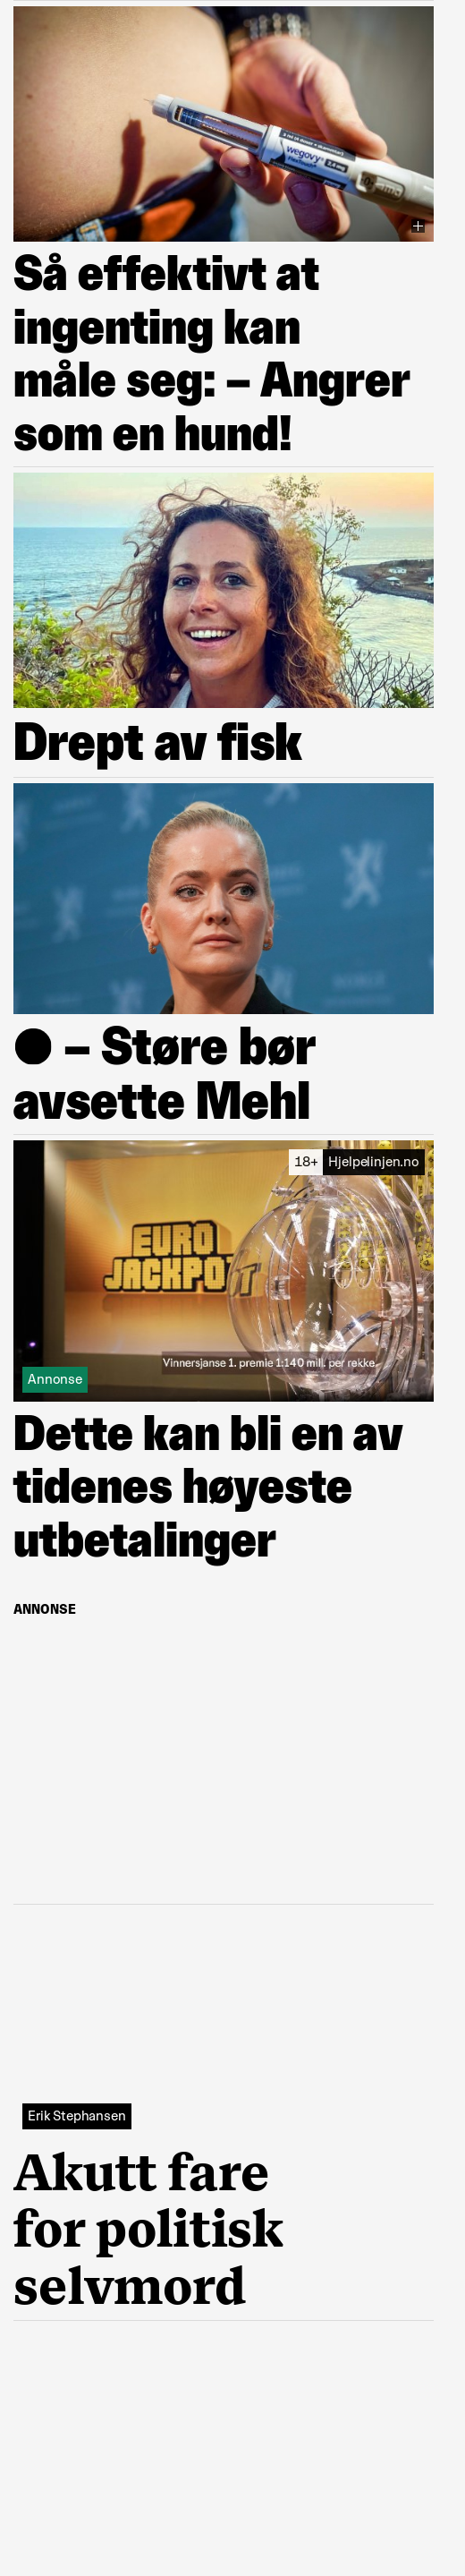 wegovy
FlexTouch
Så effektivt at
ingenting kan
måle seg: – Angrer
som en hund!
Drept av fisk
– Støre bør
avsette Mehl
18+ Hjelpelinjen.no
EURO
JACKPOT
Vinnersjanse 1. premie 1:140 mill. per rekke.
Annonse
Dette kan bli en av
tidenes høyeste
utbetalinger
ANNONSE
Erik Stephansen
Akutt fare
for politisk
selvmord